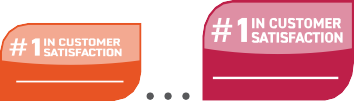 #1 IN CUSTOMER
SATISFACTION
#1 IN CUSTOMER
SATISFACTION